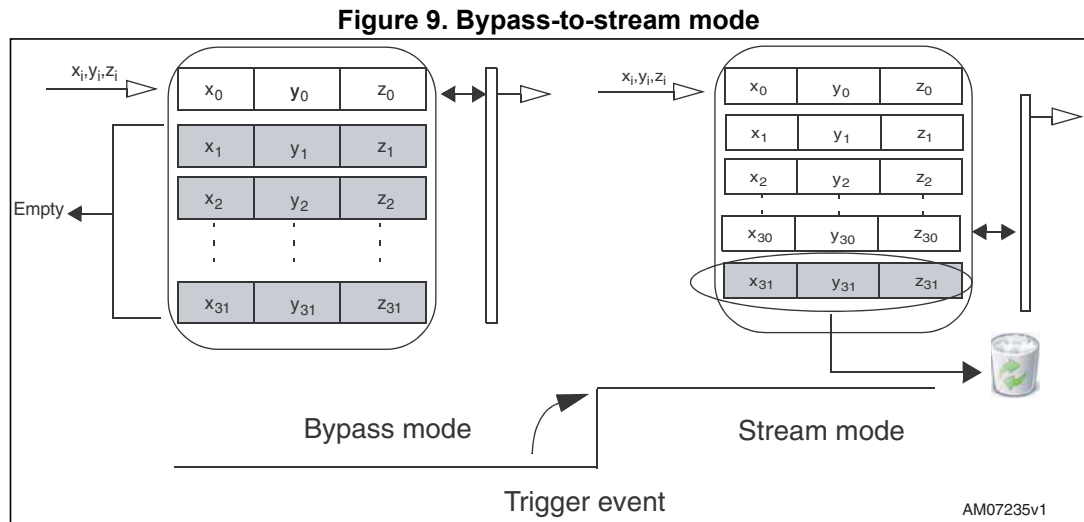 Figure 9. Bypass-to-stream mode
xᵢ,yᵢ,zᵢ
x₀ y₀ z₀
x₁ y₁ z₁
x₂ y₂ z₂
x₃₁ y₃₁ z₃₁
Empty
xᵢ,yᵢ,zᵢ
x₀ y₀ z₀
x₁ y₁ z₁
x₂ y₂ z₂
x₃₀ y₃₀ z₃₀
x₃₁ y₃₁ z₃₁
Bypass mode
Stream mode
Trigger event
AM07235v1